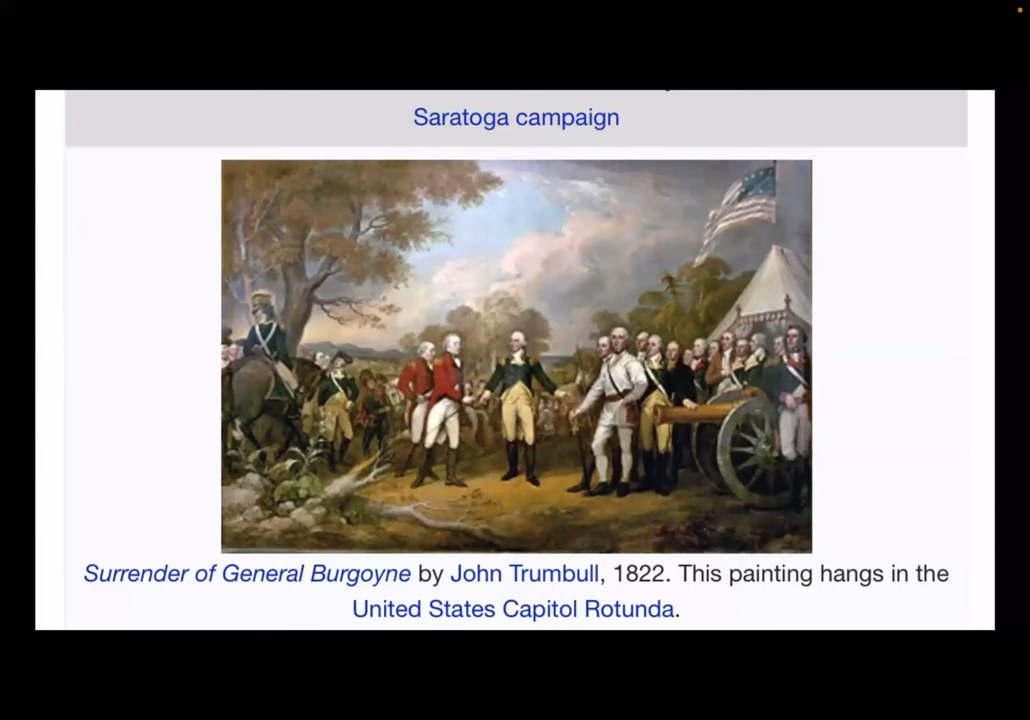 Saratoga campaign
Surrender of General Burgoyne by John Trumbull, 1822. This painting hangs in the
United States Capitol Rotunda.